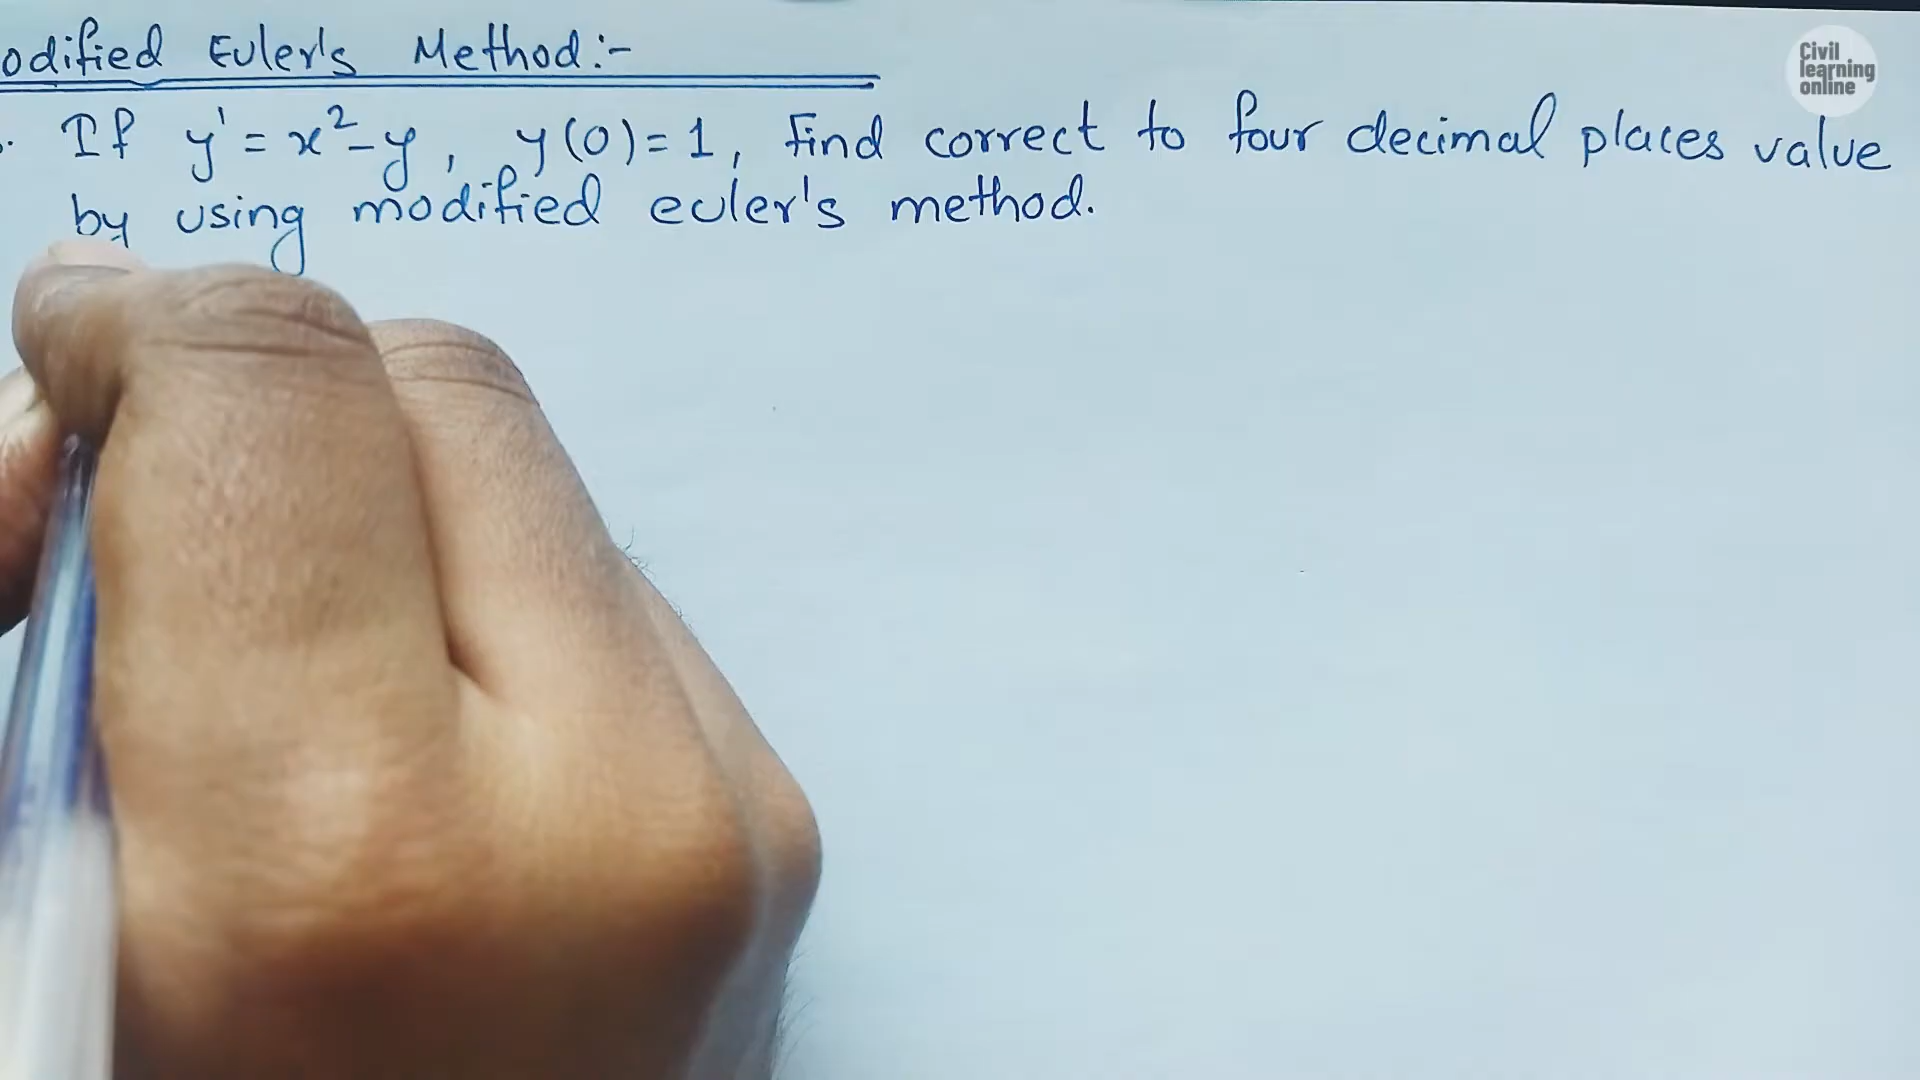 odified Euler's Method:-
If y' = x² - y, y(0) = 1, find correct to four decimal places value
by using modified euler's method.
Civil
learning
online